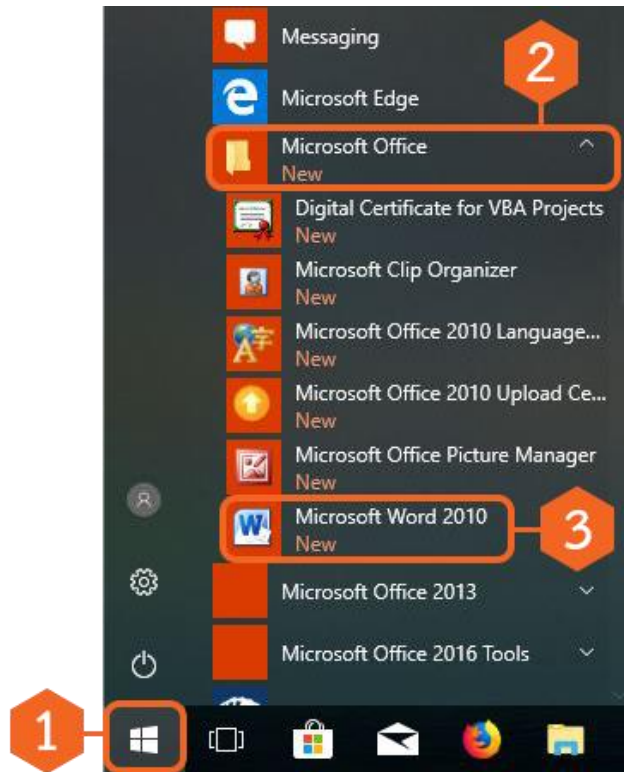 Messaging
2
Microsoft Edge
Microsoft Office
New
Digital Certificate for VBA Projects
New
Microsoft Clip Organizer
New
Microsoft Office 2010 Language...
New
Microsoft Office 2010 Upload Ce...
New
Microsoft Office Picture Manager
New
Microsoft Word 2010
New
3
Microsoft Office 2013
Microsoft Office 2016 Tools
1